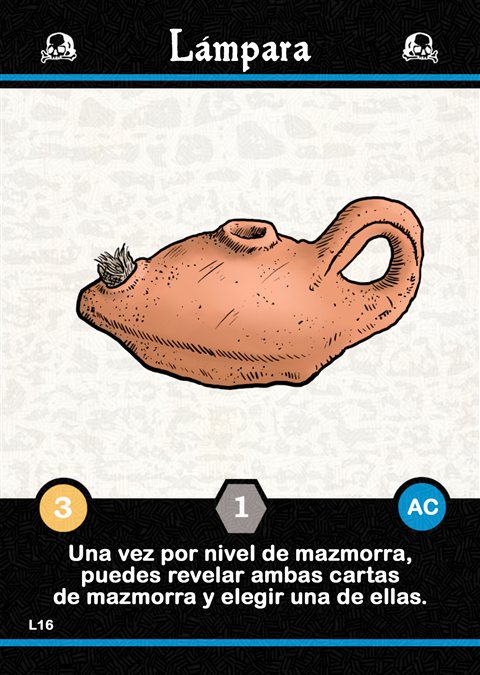 Lámpara
3
1
AC
Una vez por nivel de mazmorra,
puedes revelar ambas cartas
de mazmorra y elegir una de ellas.
L16